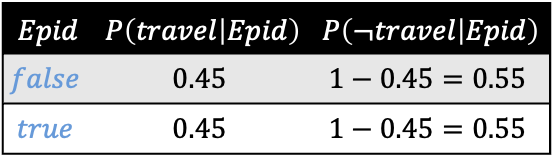 Epid P(travel|Epid) P(¬travel|Epid)
false 0.45 1 − 0.45 = 0.55
true 0.45 1 − 0.45 = 0.55